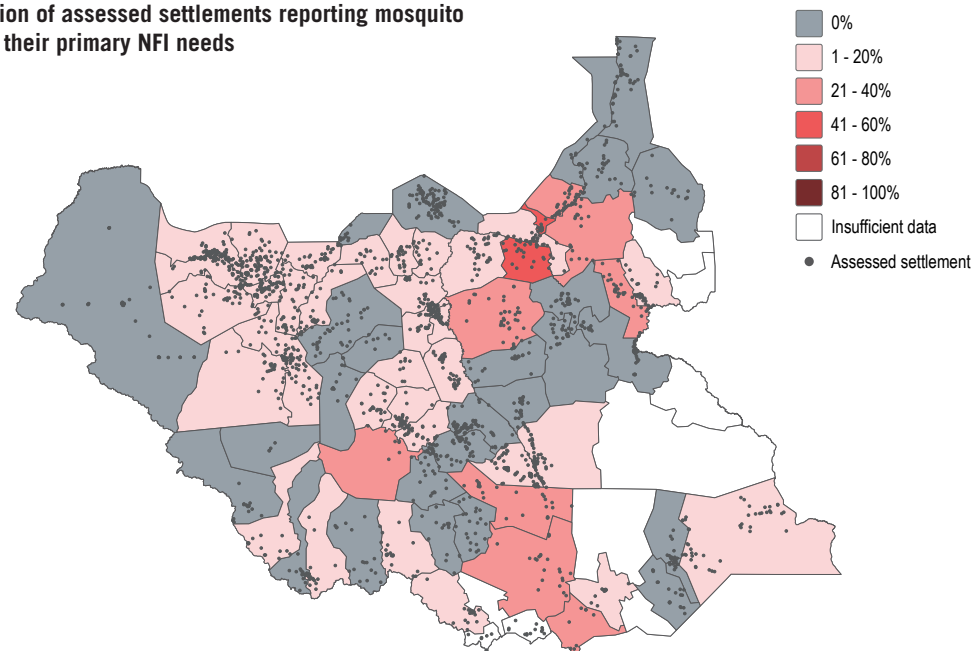 ion of assessed settlements reporting mosquito
their primary NFI needs
0%
1 - 20%
21 - 40%
41 - 60%
61 - 80%
81 - 100%
Insufficient data
Assessed settlement